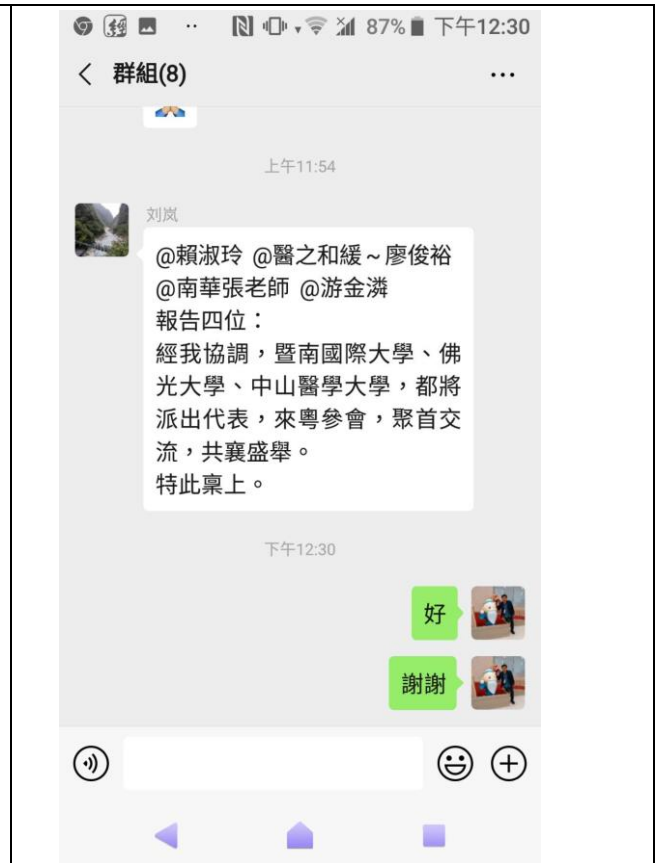 87% 下午12:30
群組(8)
上午11:54
刘岚
@賴淑玲 @醫之和緩~廖俊裕
@南華張老師 @游金潾
報告四位：
經我協調，暨南國際大學、佛
光大學、中山醫學大學，都將
派出代表，來粵參會，聚首交
流，共襄盛舉。
特此稟上。
下午12:30
好
謝謝